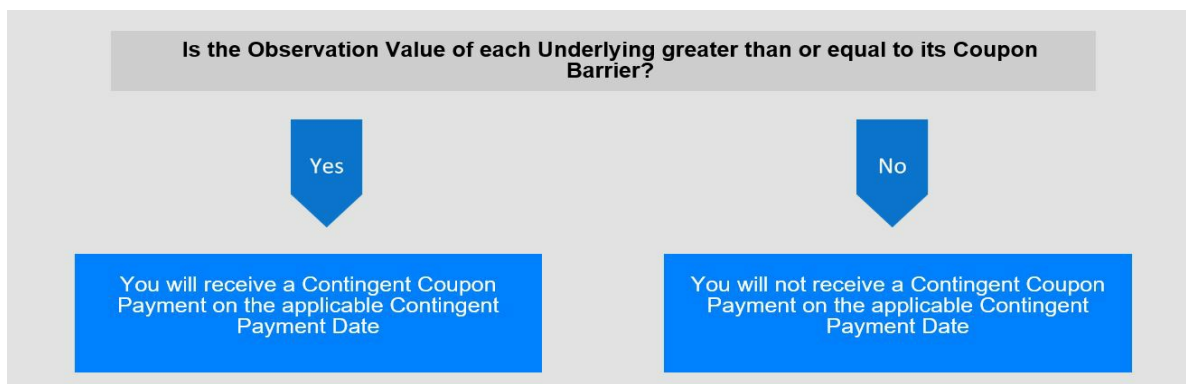 Is the Observation Value of each Underlying greater than or equal to its Coupon
Barrier?
Yes
No
You will receive a Contingent Coupon
Payment on the applicable Contingent
Payment Date
You will not receive a Contingent Coupon
Payment on the applicable Contingent
Payment Date